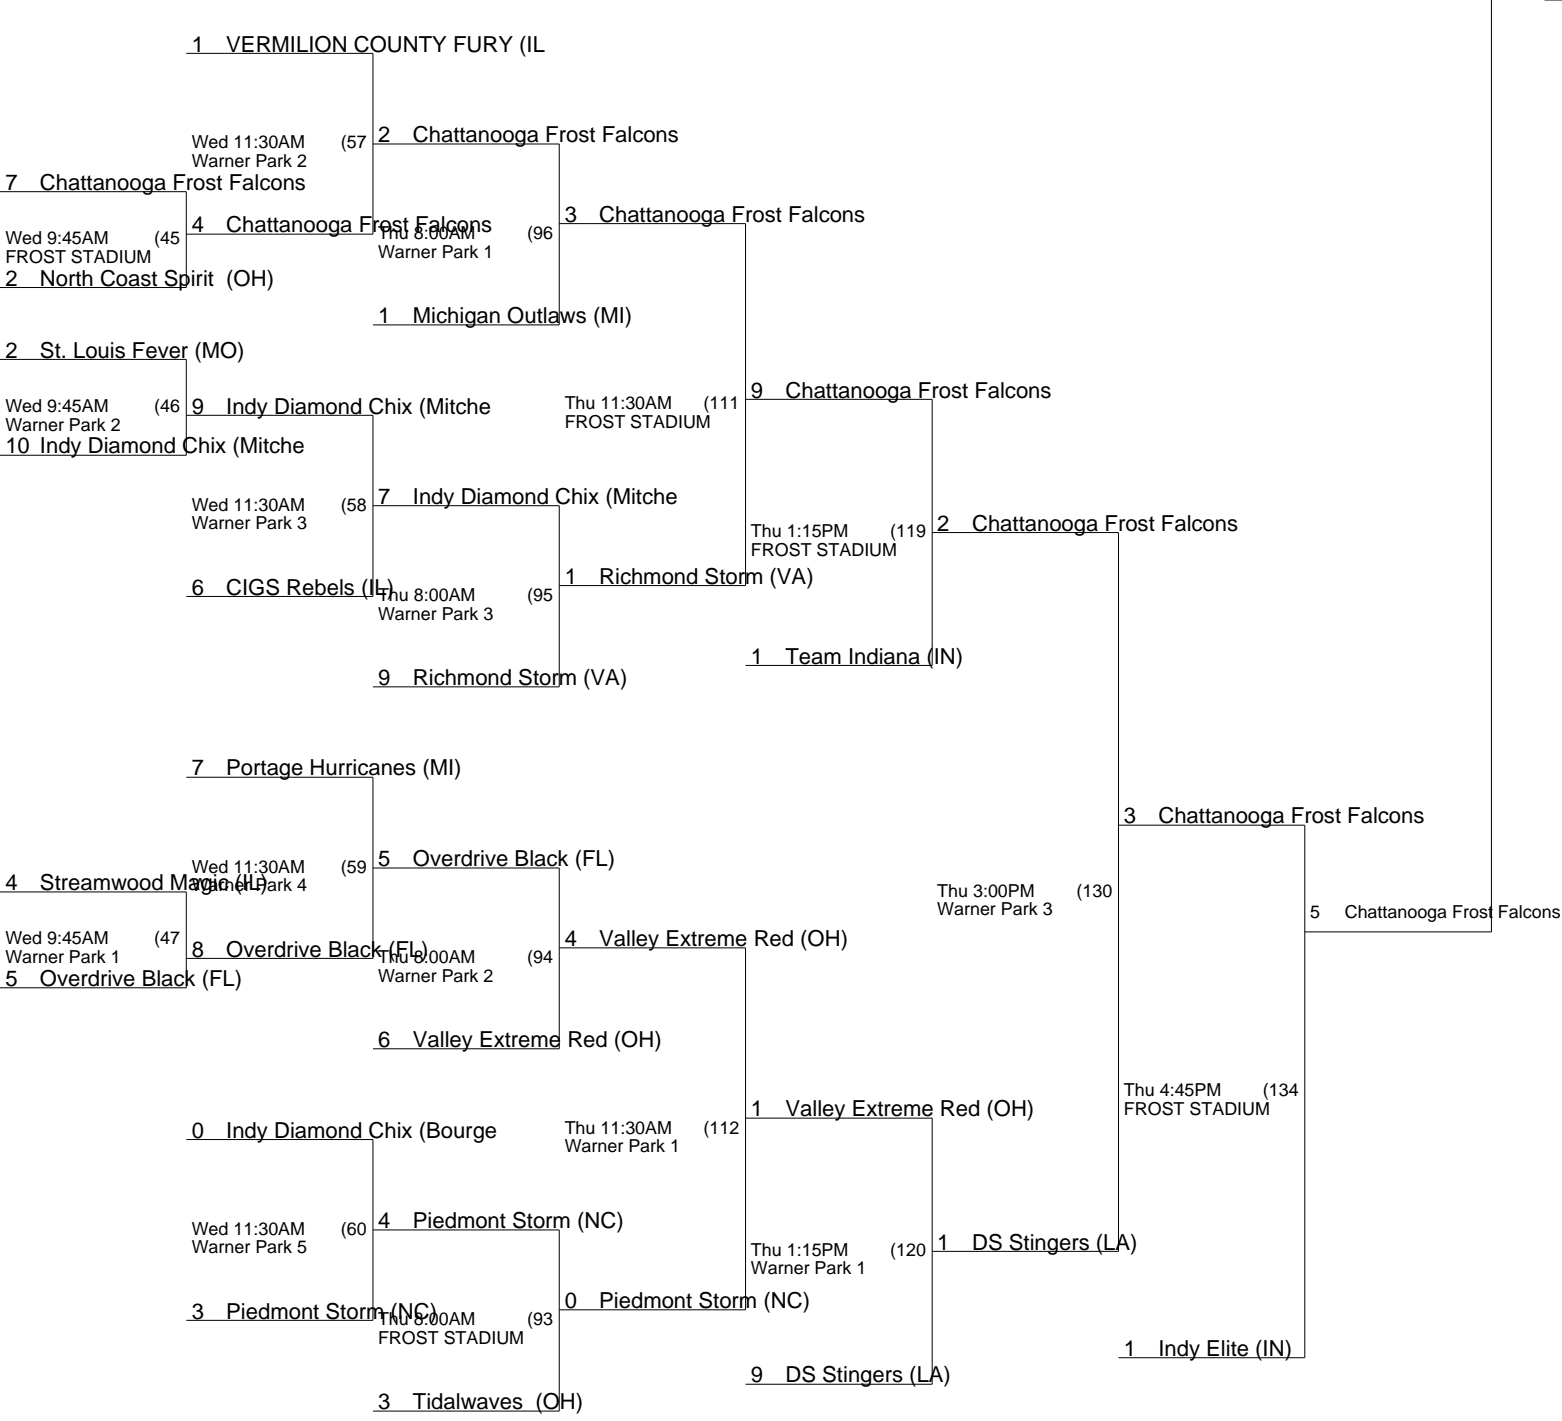 1 VERMILION COUNTY FURY (IL
Wed 11:30AM (57
Warner Park 2
2 Chattanooga Frost Falcons
7 Chattanooga Frost Falcons
Wed 9:45AM (45
FROST STADIUM
4 Chattanooga Frost Falcons
2 North Coast Spirit (OH)
Thu 8:00AM (96
Warner Park 1
3 Chattanooga Frost Falcons
1 Michigan Outlaws (MI)
2 St. Louis Fever (MO)
Wed 9:45AM (46
Warner Park 2
9 Indy Diamond Chix (Mitche
10 Indy Diamond Chix (Mitche
Thu 11:30AM (111
FROST STADIUM
9 Chattanooga Frost Falcons
Wed 11:30AM (58
Warner Park 3
7 Indy Diamond Chix (Mitche
Thu 1:15PM (119
FROST STADIUM
2 Chattanooga Frost Falcons
6 CIGS Rebels (IL)
Thu 8:00AM (95
Warner Park 3
1 Richmond Storm (VA)
1 Team Indiana (IN)
9 Richmond Storm (VA)
7 Portage Hurricanes (MI)
3 Chattanooga Frost Falcons
Wed 11:30AM (59
Warner Park 4
5 Overdrive Black (FL)
4 Streamwood Magic (IL)
Thu 3:00PM (130
Warner Park 3
5 Chattanooga Frost Falcons
Wed 9:45AM (47
Warner Park 1
8 Overdrive Black (FL)
5 Overdrive Black (FL)
Thu 8:00AM (94
Warner Park 2
4 Valley Extreme Red (OH)
6 Valley Extreme Red (OH)
Thu 4:45PM (134
FROST STADIUM
0 Indy Diamond Chix (Bourge
Thu 11:30AM (112
Warner Park 1
1 Valley Extreme Red (OH)
Wed 11:30AM (60
Warner Park 5
4 Piedmont Storm (NC)
Thu 1:15PM (120
Warner Park 1
1 DS Stingers (LA)
3 Piedmont Storm (NC)
Thu 8:00AM (93
FROST STADIUM
0 Piedmont Storm (NC)
1 Indy Elite (IN)
9 DS Stingers (LA)
3 Tidalwaves (OH)